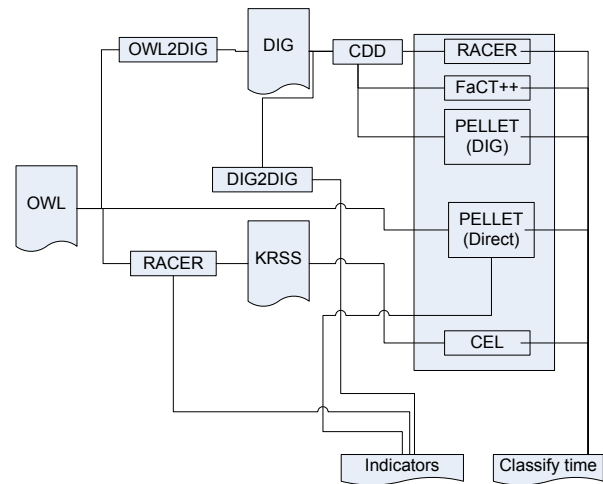 OWL2DIG
DIG
CDD
RACER
FaCT++
PELLET
(DIG)
DIG2DIG
OWL
PELLET
(Direct)
RACER
KRSS
CEL
Indicators
Classify time